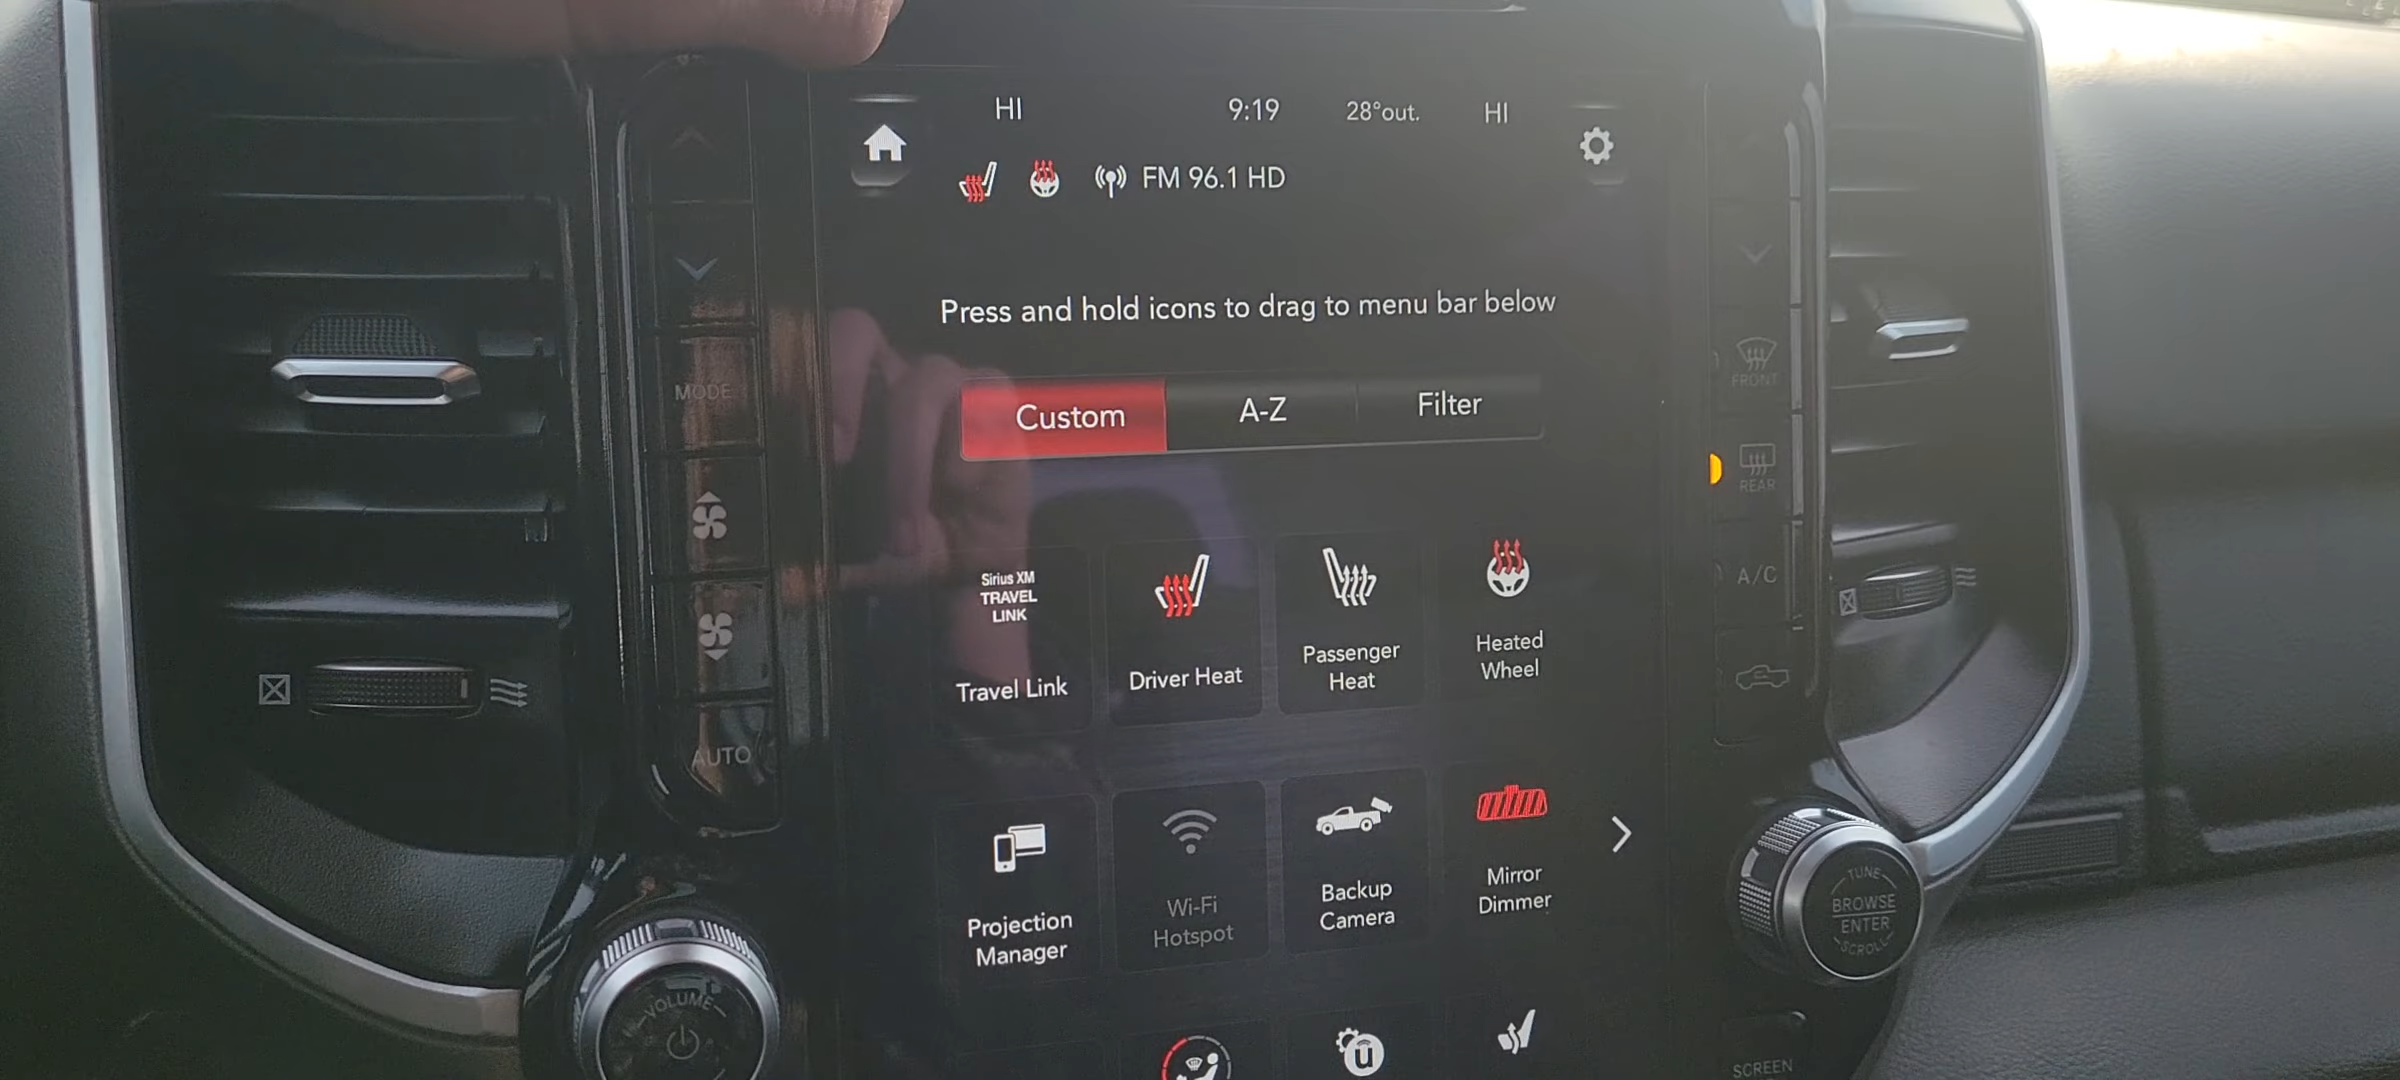 HI
9:19
28°out.
HI
FM 96.1 HD
Press and hold icons to drag to menu bar below
Custom
A-Z
Filter
MODE
FRONT
REAR
A/C
AUTO
Sirius XM
TRAVEL
LINK
Travel Link
Driver Heat
Passenger
Heat
Heated
Wheel
Projection
Manager
Wi-Fi
Hotspot
Backup
Camera
Mirror
Dimmer
VOLUME
TUNE
BROWSE
ENTER
SCROLL
u
SCREEN